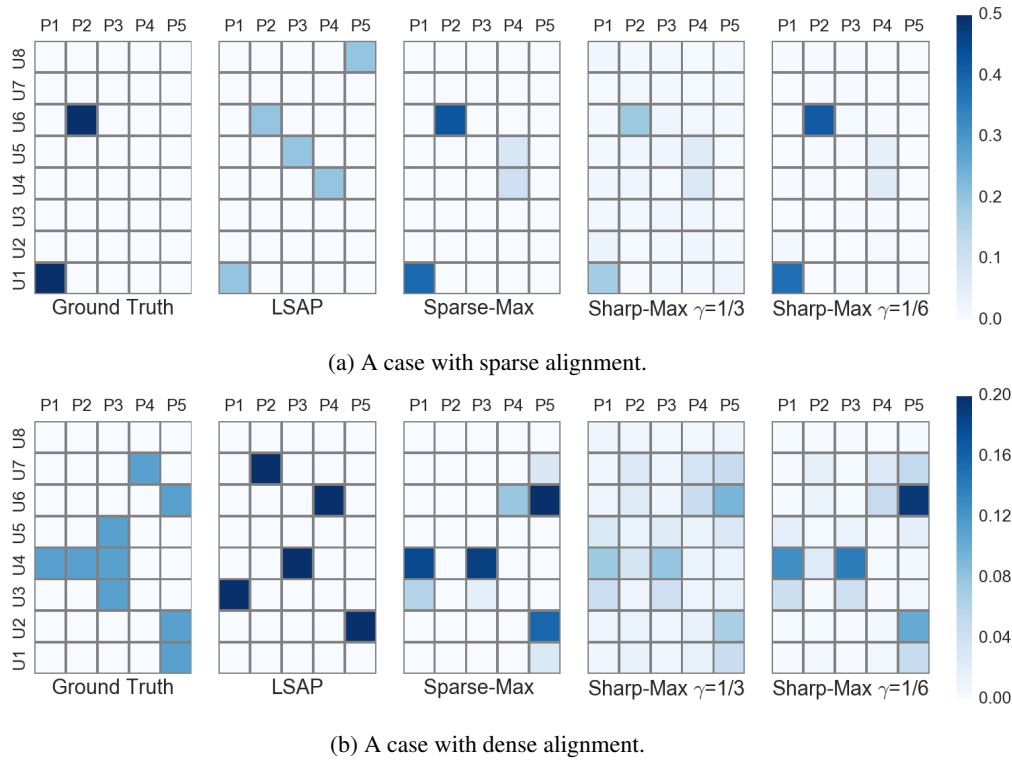 P1 P2 P3 P4 P5 P1 P2 P3 P4 P5 P1 P2 P3 P4 P5 P1 P2 P3 P4 P5 P1 P2 P3 P4 P5
U8
U7
U6
U5
U4
U3
U2
U1
0.5
0.4
0.3
0.2
0.1
0.0
Ground Truth LSAP Sparse-Max Sharp-Max γ=1/3 Sharp-Max γ=1/6
(a) A case with sparse alignment.
P1 P2 P3 P4 P5 P1 P2 P3 P4 P5 P1 P2 P3 P4 P5 P1 P2 P3 P4 P5 P1 P2 P3 P4 P5
U8
U7
U6
U5
U4
U3
U2
U1
0.20
0.16
0.12
0.08
0.04
0.00
Ground Truth LSAP Sparse-Max Sharp-Max γ=1/3 Sharp-Max γ=1/6
(b) A case with dense alignment.